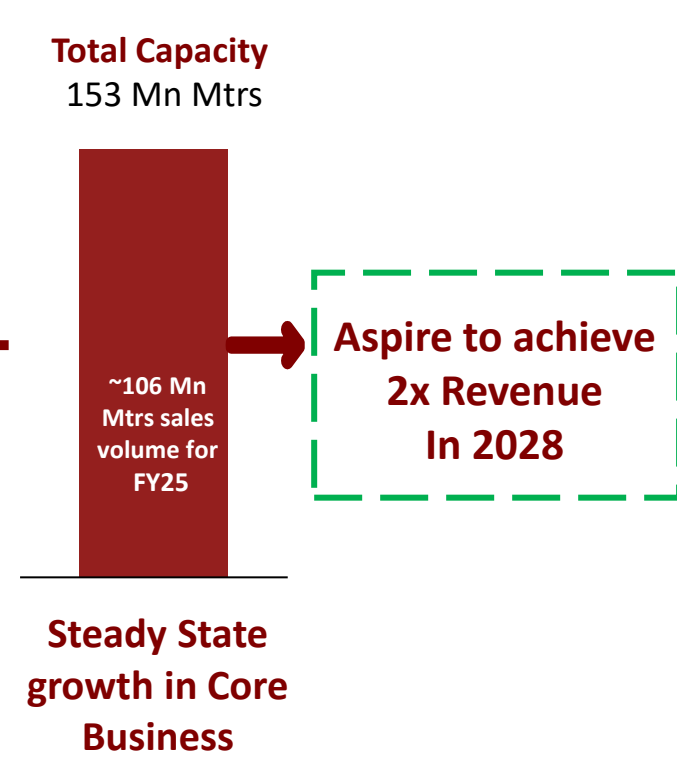 Total Capacity
153 Mn Mtrs
~106 Mn
Mtrs sales
volume for
FY25
Aspire to achieve
2x Revenue
In 2028
Steady State
growth in Core
Business